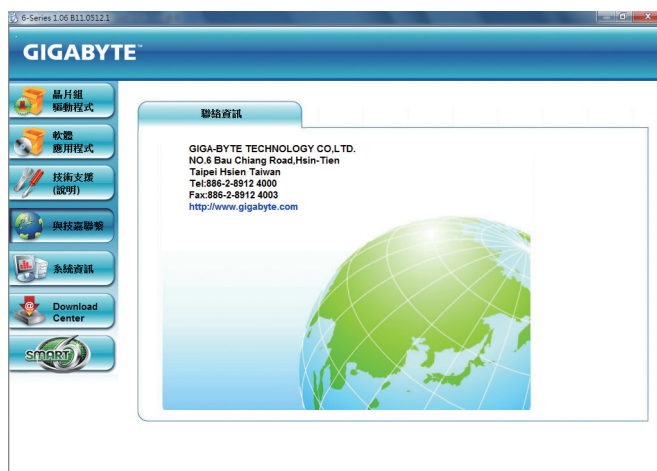 6-Series 1.06 B11.0512.1
GIGABYTE™
晶片組
驅動程式
軟體
應用程式
技術支援
(說明)
與技嘉聯繫
系統資訊
Download
Center
SMART 6
聯絡資訊
GIGA-BYTE TECHNOLOGY CO,LTD.
NO.6 Bau Chiang Road,Hsin-Tien
Taipei Hsien Taiwan
Tel:886-2-8912 4000
Fax:886-2-8912 4003
http://www.gigabyte.com